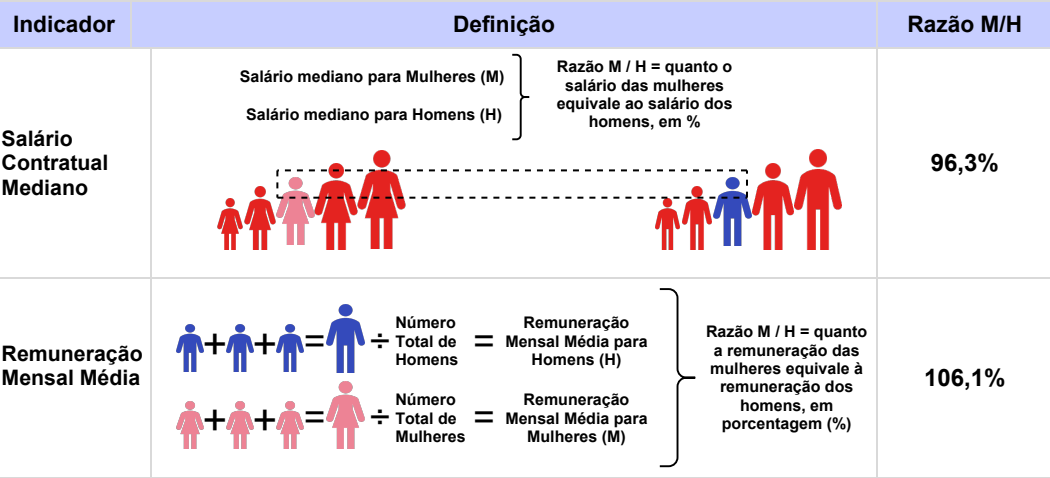 Indicador
Definição
Razão M/H
Salário
Contratual
Mediano
Salário mediano para Mulheres (M)
Salário mediano para Homens (H)
Razão M / H = quanto o
salário das mulheres
equivale ao salário dos
homens, em %
96,3%
Remuneração
Mensal Média
+ + = ÷
Número
Total de
Homens
=
Remuneração
Mensal Média para
Homens (H)
+ + = ÷
Número
Total de
Mulheres
=
Remuneração
Mensal Média para
Mulheres (M)
Razão M / H = quanto
a remuneração das
mulheres equivale à
remuneração dos
homens, em
porcentagem (%)
106,1%